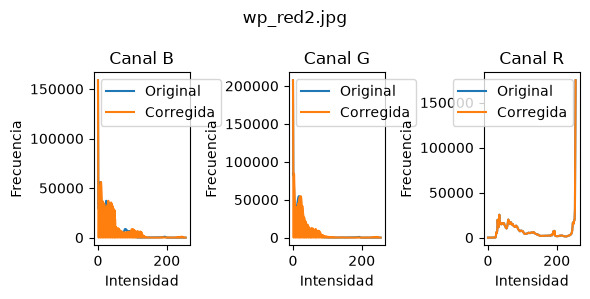 wp_red2.jpg
Canal B
Canal G
Canal R
Original
Corregida
Original
Corregida
Original
Corregida
Frecuencia
150000
100000
50000
0
Frecuencia
200000
150000
100000
50000
0
Frecuencia
150000
100000
50000
0
0
200
0
200
0
200
Intensidad
Intensidad
Intensidad